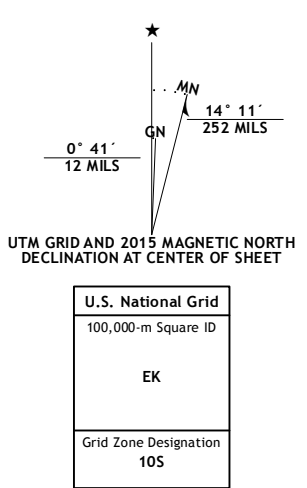 ★
MN
GN
14° 11´
252 MILS
0° 41´
12 MILS
UTM GRID AND 2015 MAGNETIC NORTH
DECLINATION AT CENTER OF SHEET
U.S. National Grid
100,000-m Square ID
EK
Grid Zone Designation
10S